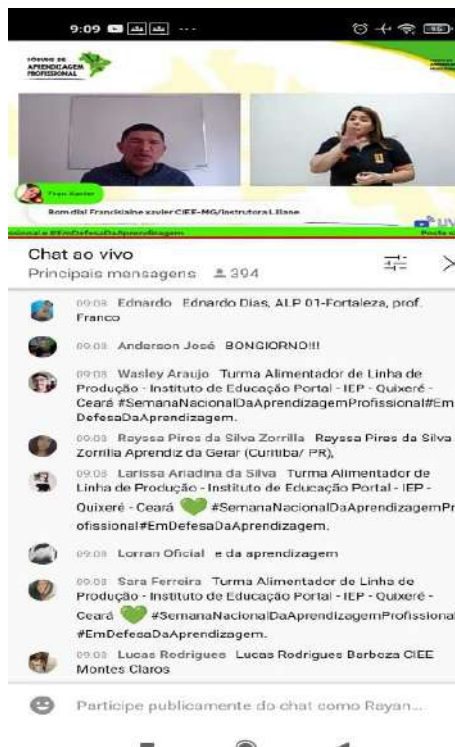 9:09
FÓRUM DE
APRENDIZAGEM
PROFISSIONAL
Fran Xavier
Bom dia! Francislaine xavier CIEE-MG/Instrutora Liliane
#EmDefesaDaAprendizagem
Chat ao vivo
Principais mensagens 394
09:08 Ednardo Ednardo Dias, ALP 01-Fortaleza, prof.
Franco
09:08 Anderson José BONGIORNO!!!
09:08 Wasley Araujo Turma Alimentador de Linha de
Produção - Instituto de Educação Portal - IEP - Quixeré -
Ceará #SemanaNacionalDaAprendizagemProfissional#Em
DefesaDaAprendizagem.
09:08 Rayssa Pires da Silva Zorrilla Rayssa Pires da Silva
Zorrilla Aprendiz da Gerar (Curitiba/ PR),
09:08 Larissa Ariadina da Silva Turma Alimentador de
Linha de Produção - Instituto de Educação Portal - IEP -
Quixeré - Ceará 💚 #SemanaNacionalDaAprendizagemPr
ofissional#EmDefesaDaAprendizagem.
09:08 Lorran Oficial e da aprendizagem
09:08 Sara Ferreira Turma Alimentador de Linha de
Produção - Instituto de Educação Portal - IEP - Quixeré -
Ceará 💚 #SemanaNacionalDaAprendizagemProfissional
#EmDefesaDaAprendizagem.
09:08 Lucas Rodrigues Lucas Rodrigues Barboza CIEE
Montes Claros
Participe publicamente do chat como Rayan...